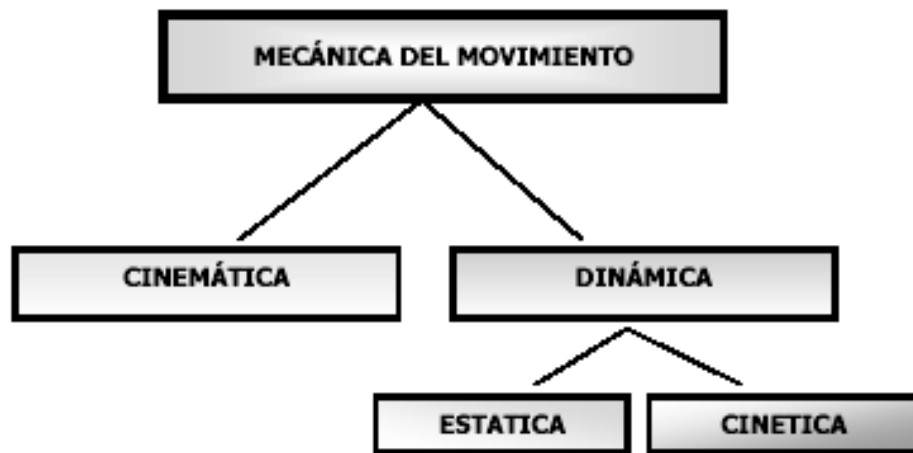 MECÁNICA DEL MOVIMIENTO
CINEMÁTICA
DINÁMICA
ESTATICA
CINETICA